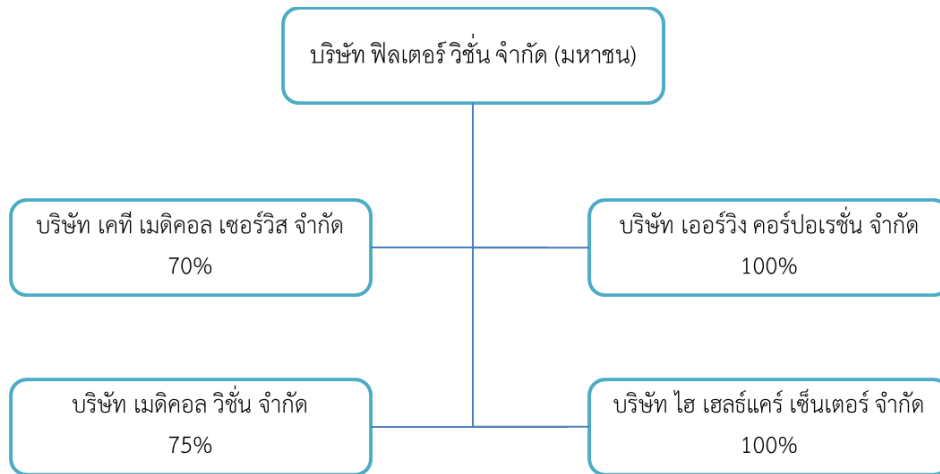 บริษัท ฟิลเตอร์ วิชั่น จำกัด (มหาชน)
บริษัท เคที เมดิคอล เซอร์วิส จำกัด
70%
บริษัท เออร์วิง คอร์ปอเรชั่น จำกัด
100%
บริษัท เมดิคอล วิชั่น จำกัด
75%
บริษัท ไฮ เฮลธ์แคร์ เซ็นเตอร์ จำกัด
100%